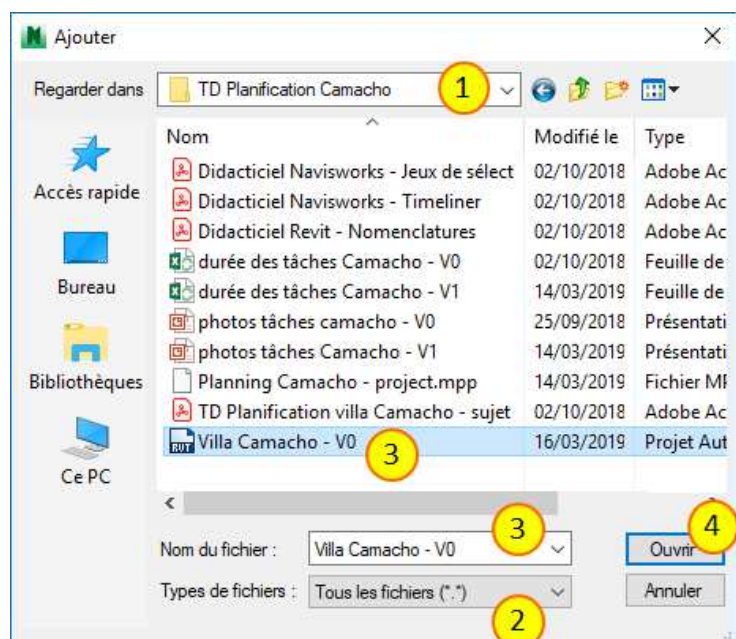 Ajouter
Regarder dans TD Planification Camacho 1
Nom Modifié le Type
Didacticiel Navisworks - Jeux de sélect 02/10/2018 Adobe Ac
Didacticiel Navisworks - Timeliner 02/10/2018 Adobe Ac
Didacticiel Revit - Nomenclatures 02/10/2018 Adobe Ac
durée des tâches Camacho - V0 02/10/2018 Feuille de
durée des tâches Camacho - V1 14/03/2019 Feuille de
photos tâches camacho - V0 25/09/2018 Présentati
photos tâches Camacho - V1 14/03/2019 Présentati
Planning Camacho - project.mpp 14/03/2019 Fichier MP
TD Planification villa Camacho - sujet 02/10/2018 Adobe Ac
RVT Villa Camacho - V0 3 16/03/2019 Projet Aut
Accès rapide
Bureau
Bibliothèques
Ce PC
Nom du fichier : Villa Camacho - V0 3 Ouvrir 4
Types de fichiers : Tous les fichiers (*.*) 2 Annuler